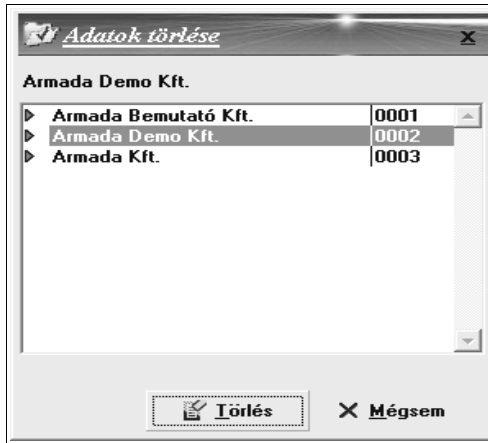 Adatok törlése x
Armada Demo Kft.
Armada Bemutató Kft. 0001
Armada Demo Kft. 0002
Armada Kft. 0003
Törlés Mégsem